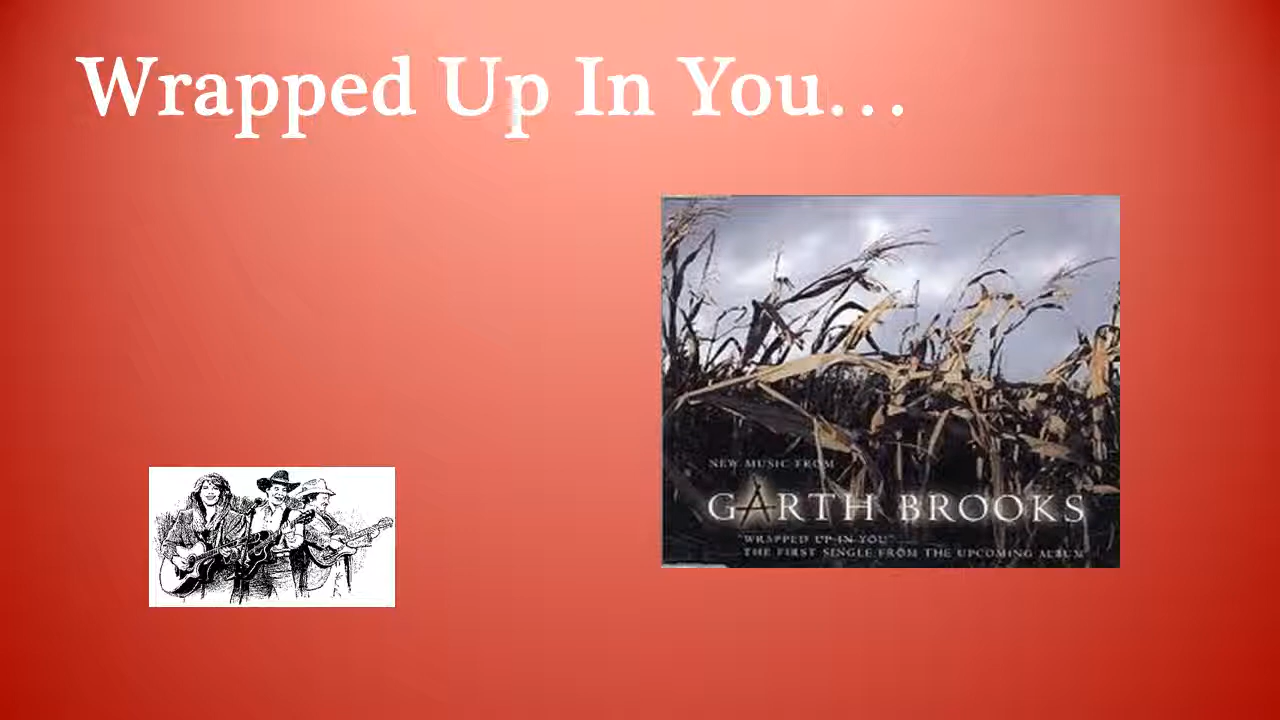 Wrapped Up In You...
NEW MUSIC FROM
GARTH BROOKS
"WRAPPED UP IN YOU"
THE FIRST SINGLE FROM THE UPCOMING ALBUM